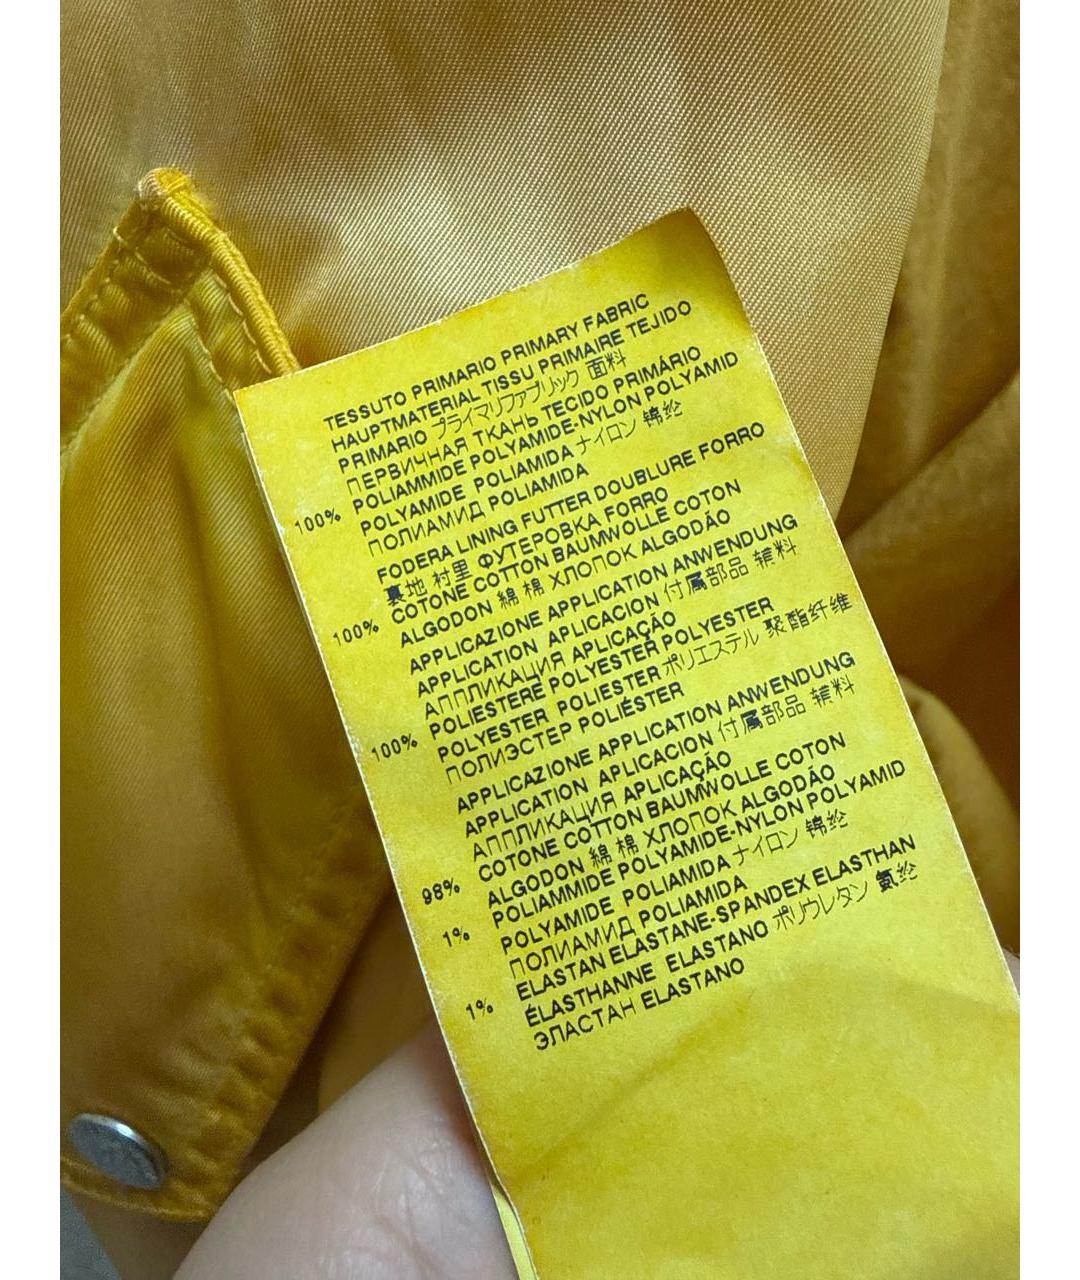 TESSUTO PRIMARIO PRIMARY FABRIC
HAUPTMATERIAL TISSU PRIMAIRE TEJIDO
PRIMARIO プライマリファブリック 面料
ПЕРВИЧНАЯ ТКАНЬ TECIDO PRIMÁRIO
100% POLIAMMIDE POLYAMIDE-NYLON POLYAMID
POLYAMIDE POLIAMIDA ナイロン 锦纶
ПОЛИАМИД POLIAMIDA
FODERA LINING FUTTER DOUBLURE FORRO
裏地 衬里 ФУТЕРОВКА FORRO
100% COTONE COTTON BAUMWOLLE COTON
ALGODON 綿 棉 ХЛОПОК ALGODÃO
APPLICAZIONE APPLICATION ANWENDUNG
APPLICATION APLICACION 付属部品 辅料
АППЛИКАЦИЯ APLICAÇÃO
100% POLIESTERE POLYESTER POLYESTER
POLYESTER POLIESTER ポリエステル 聚酯纤维
ПОЛИЭСТЕР POLIÉSTER
APPLICAZIONE APPLICATION ANWENDUNG
APPLICATION APLICACION 付属部品 辅料
АППЛИКАЦИЯ APLICAÇÃO
98% COTONE COTTON BAUMWOLLE COTON
ALGODON 綿 棉 ХЛОПОК ALGODÃO
1% POLIAMMIDE POLYAMIDE-NYLON POLYAMID
POLYAMIDE POLIAMIDA ナイロン 锦纶
ПОЛИАМИД POLIAMIDA
1% ELASTAN ELASTANE-SPANDEX ELASTHAN
ÉLASTHANNE ELASTANO ポリウレタン 氨纶
ЭЛАСТАН ELASTANO